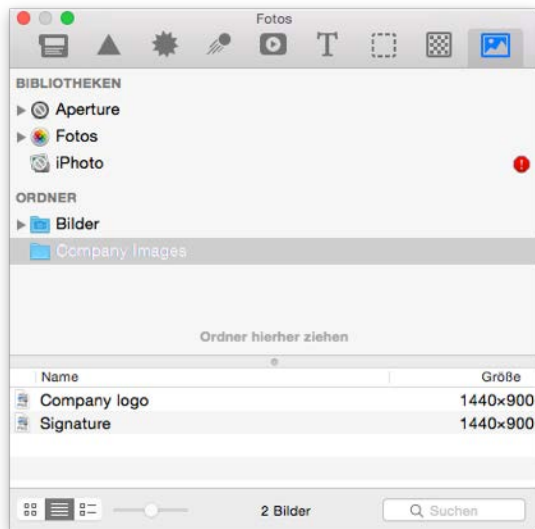 Fotos
T
BIBLIOTHEKEN
Aperture
Fotos
iPhoto
ORDNER
Bilder
Company Images
Ordner hierher ziehen
Name Größe
Company logo 1440×900
Signature 1440×900
2 Bilder Suchen